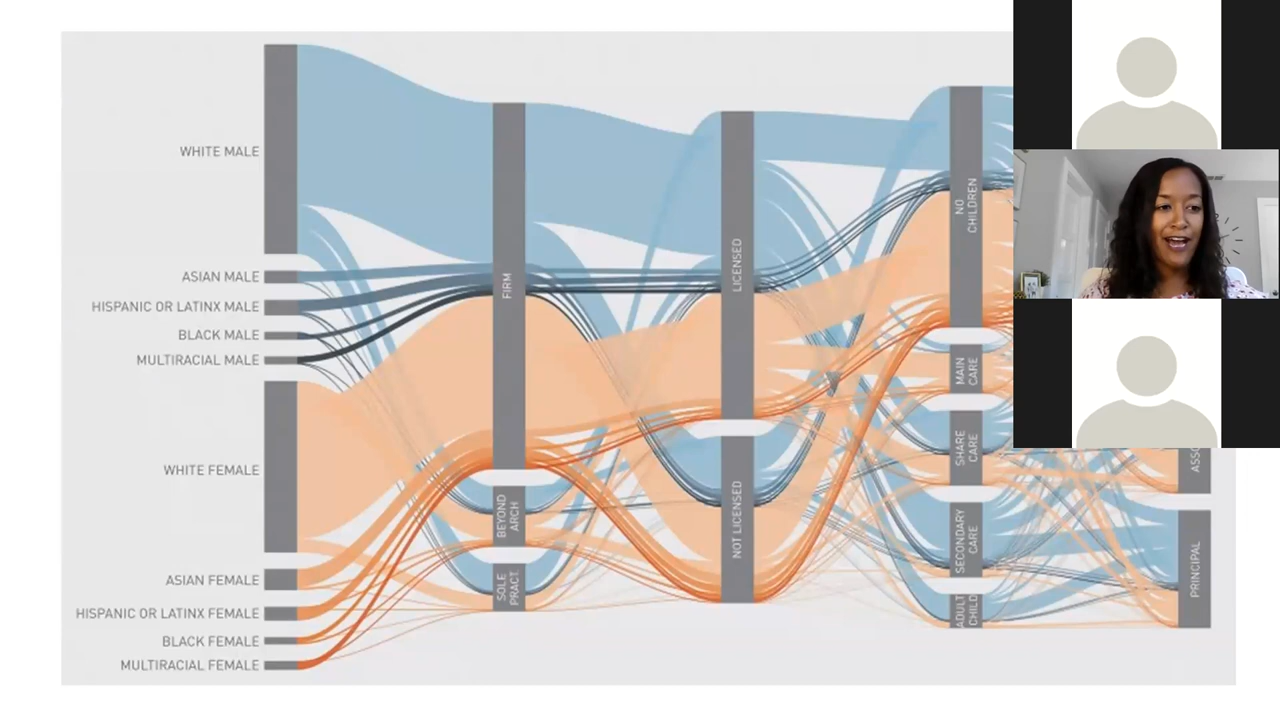 WHITE MALE
ASIAN MALE
HISPANIC OR LATINX MALE
BLACK MALE
MULTIRACIAL MALE
WHITE FEMALE
ASIAN FEMALE
HISPANIC OR LATINX FEMALE
BLACK FEMALE
MULTIRACIAL FEMALE
FIRM
BEYOND
ARCH
SOLE
PRACT.
LICENSED
NOT LICENSED
NO
CHILDREN
MAIN
CARE
SHARE
CARE
SECONDARY
CARE
ADULT
CHILD
ASSO
PRINCIPAL